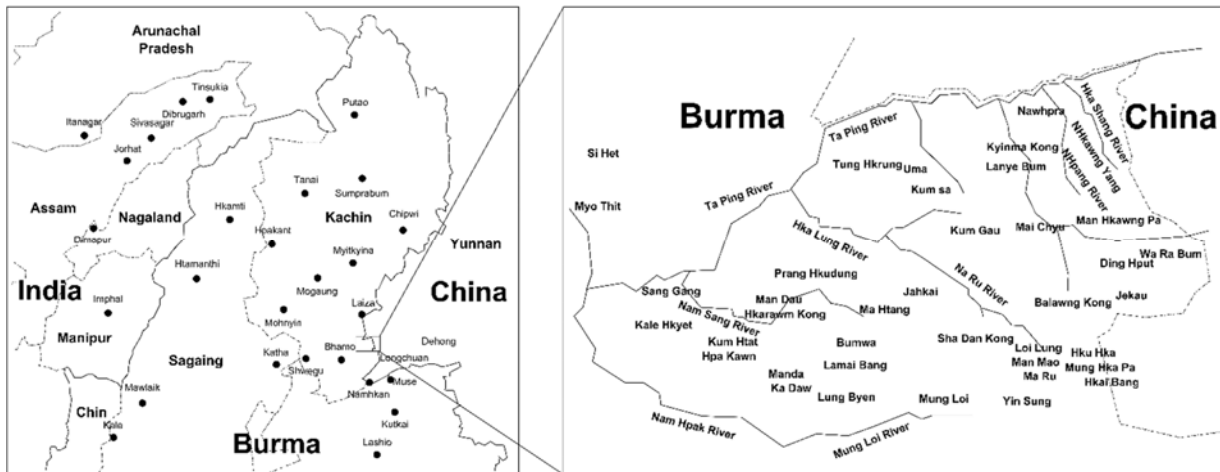 Arunachal
Pradesh
Tinsukia
Dibrugarh
Itanagar
Sivasagar
Jorhat
Putao
Tanai
Sumprabum
Assam
Nagaland
Hkamti
Kachin
Chipwi
Dimapur
Hpakant
Yunnan
Myitkyina
Htamanthi
India
Imphal
Mogaung
China
Laiza
Manipur
Mohnyin
Sagaing
Dehong
Katha
Bhamo
Longchuan
Shwegu
Mawlaik
Muse
Namhkan
Chin
Kale
Kutkai
Burma
Lashio
Burma
China
Hka Shang River
Nawhpra
Ta Ping River
Si Het
Kyinma Kong
NHkawng Yang
Tung Hkrung
Uma
Lanye Bum
NHpang River
Kum sa
Ta Ping River
Myo Thit
Man Hkawng Pa
Hka Lung River
Kum Gau
Mai Chyu
Wa Ra Bum
Ding Hput
Prang Hkudung
Na Ru River
Sang Gang
Jahkai
Jekau
Man Dau
Balawng Kong
Nam Sang River
Hkarawm Kong
Ma Htang
Kale Hkyet
Kum Htat
Bumwa
Sha Dan Kong
Loi Lung
Hku Hka
Hpa Kawn
Man Mao
Lamai Bang
Mung Hka Pa
Manda
Ma Ru
Hkai Bang
Ka Daw
Lung Byen
Mung Loi
Yin Sung
Nam Hpak River
Mung Loi River